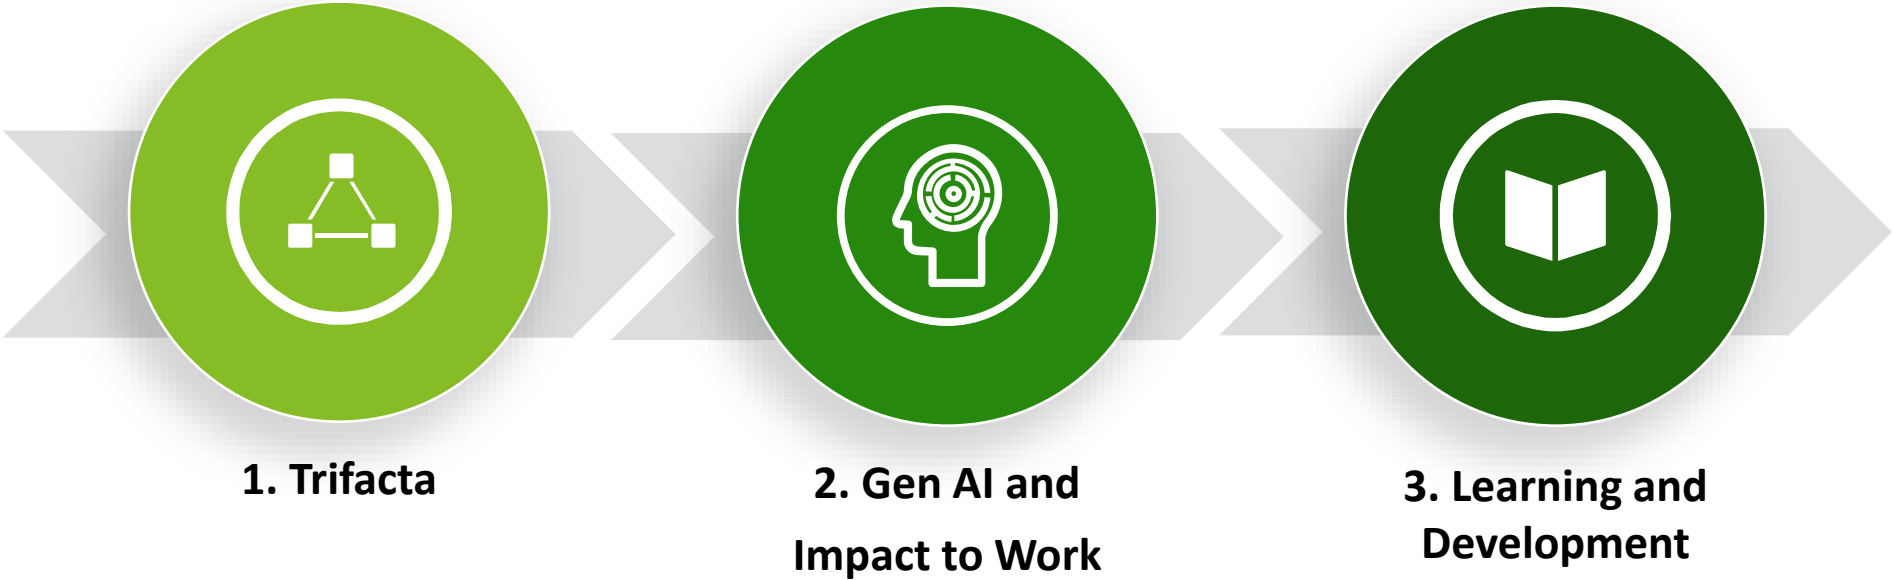 1. Trifacta
2. Gen AI and
Impact to Work
3. Learning and
Development